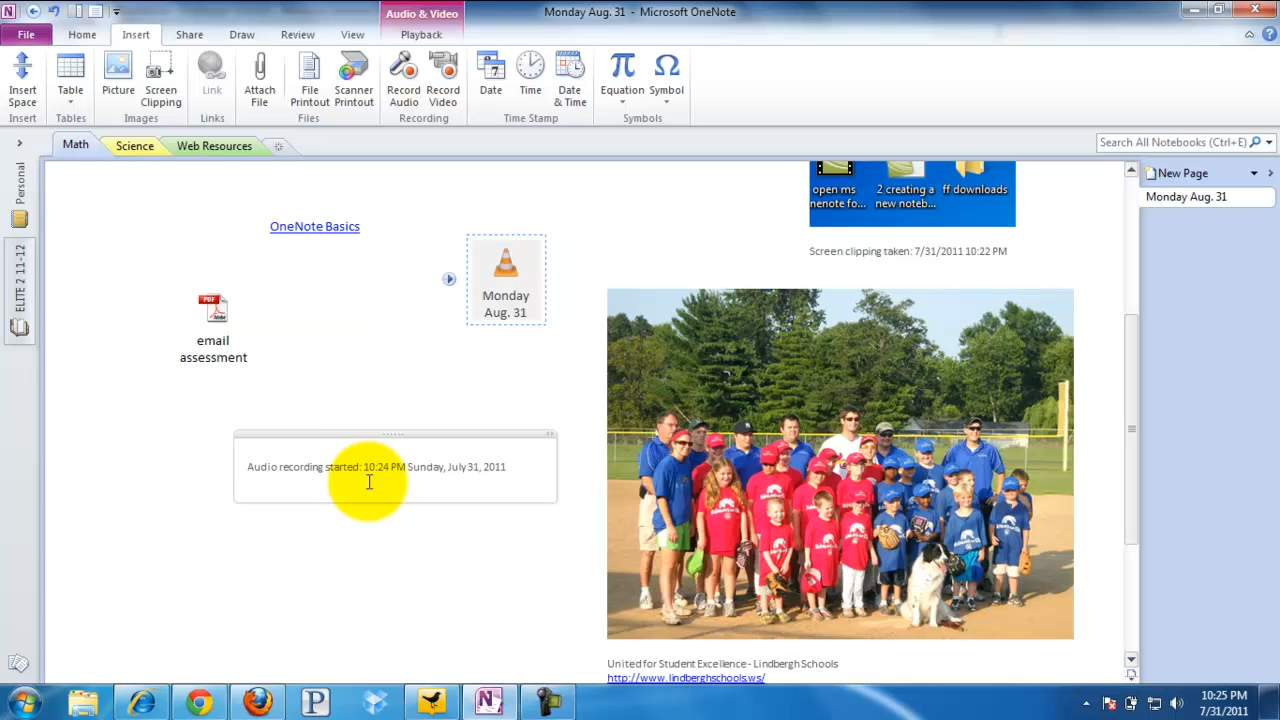 Audio & Video
Monday Aug. 31 - Microsoft OneNote
File Home Insert Share Draw Review View Playback
Insert Space
Table
Picture
Screen Clipping
Link
Attach File
File Printout
Scanner Printout
Record Audio
Record Video
Date
Time
Date & Time
Equation
Symbol
Insert Tables Images Links Files Recording Time Stamp Symbols
Math Science Web Resources
Search All Notebooks (Ctrl+E)
Personal
ELITE 2 11-12
New Page
Monday Aug. 31
open ms
nenote fo...
2 creating a
new noteb...
ff downloads
Screen clipping taken: 7/31/2011 10:22 PM
OneNote Basics
Monday
Aug. 31
PDF
email
assessment
Audio recording started: 10:24 PM Sunday, July 31, 2011
United for Student Excellence - Lindbergh Schools
http://www.lindberghschools.ws/
10:25 PM
7/31/2011